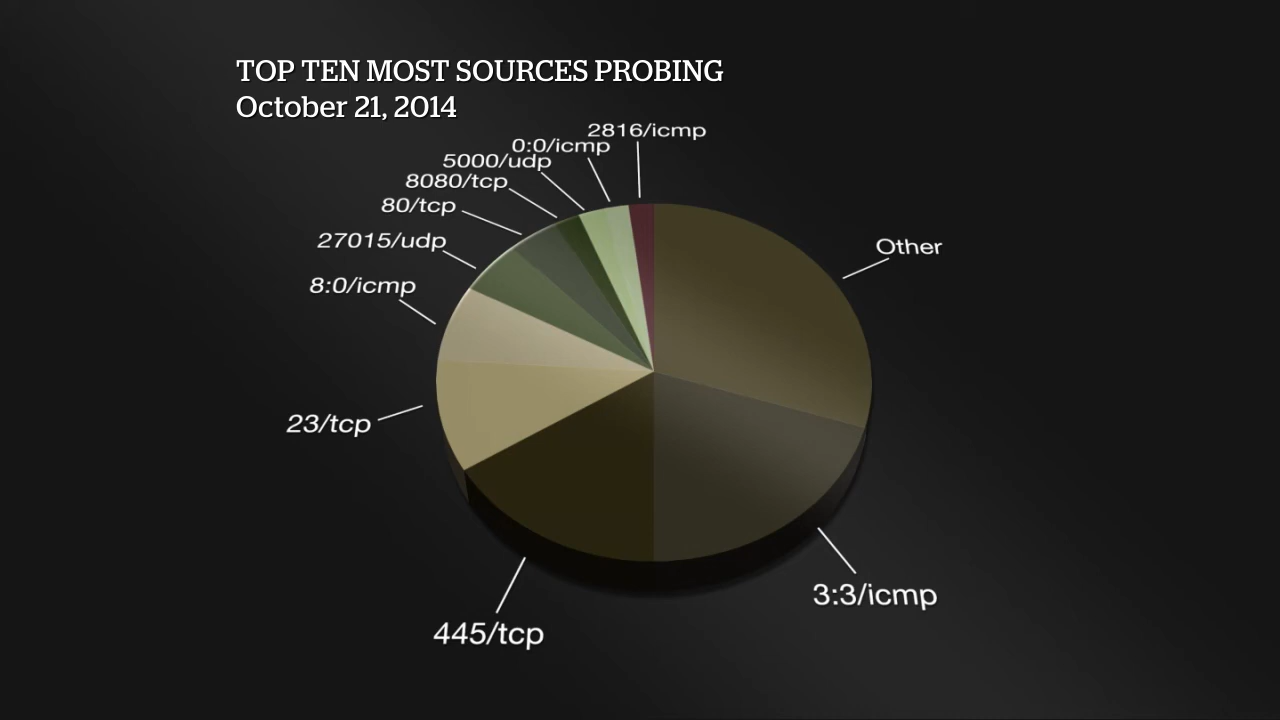 TOP TEN MOST SOURCES PROBING
October 21, 2014
2816/icmp
0:0/icmp
5000/udp
8080/tcp
80/tcp
27015/udp
Other
8:0/icmp
23/tcp
3:3/icmp
445/tcp